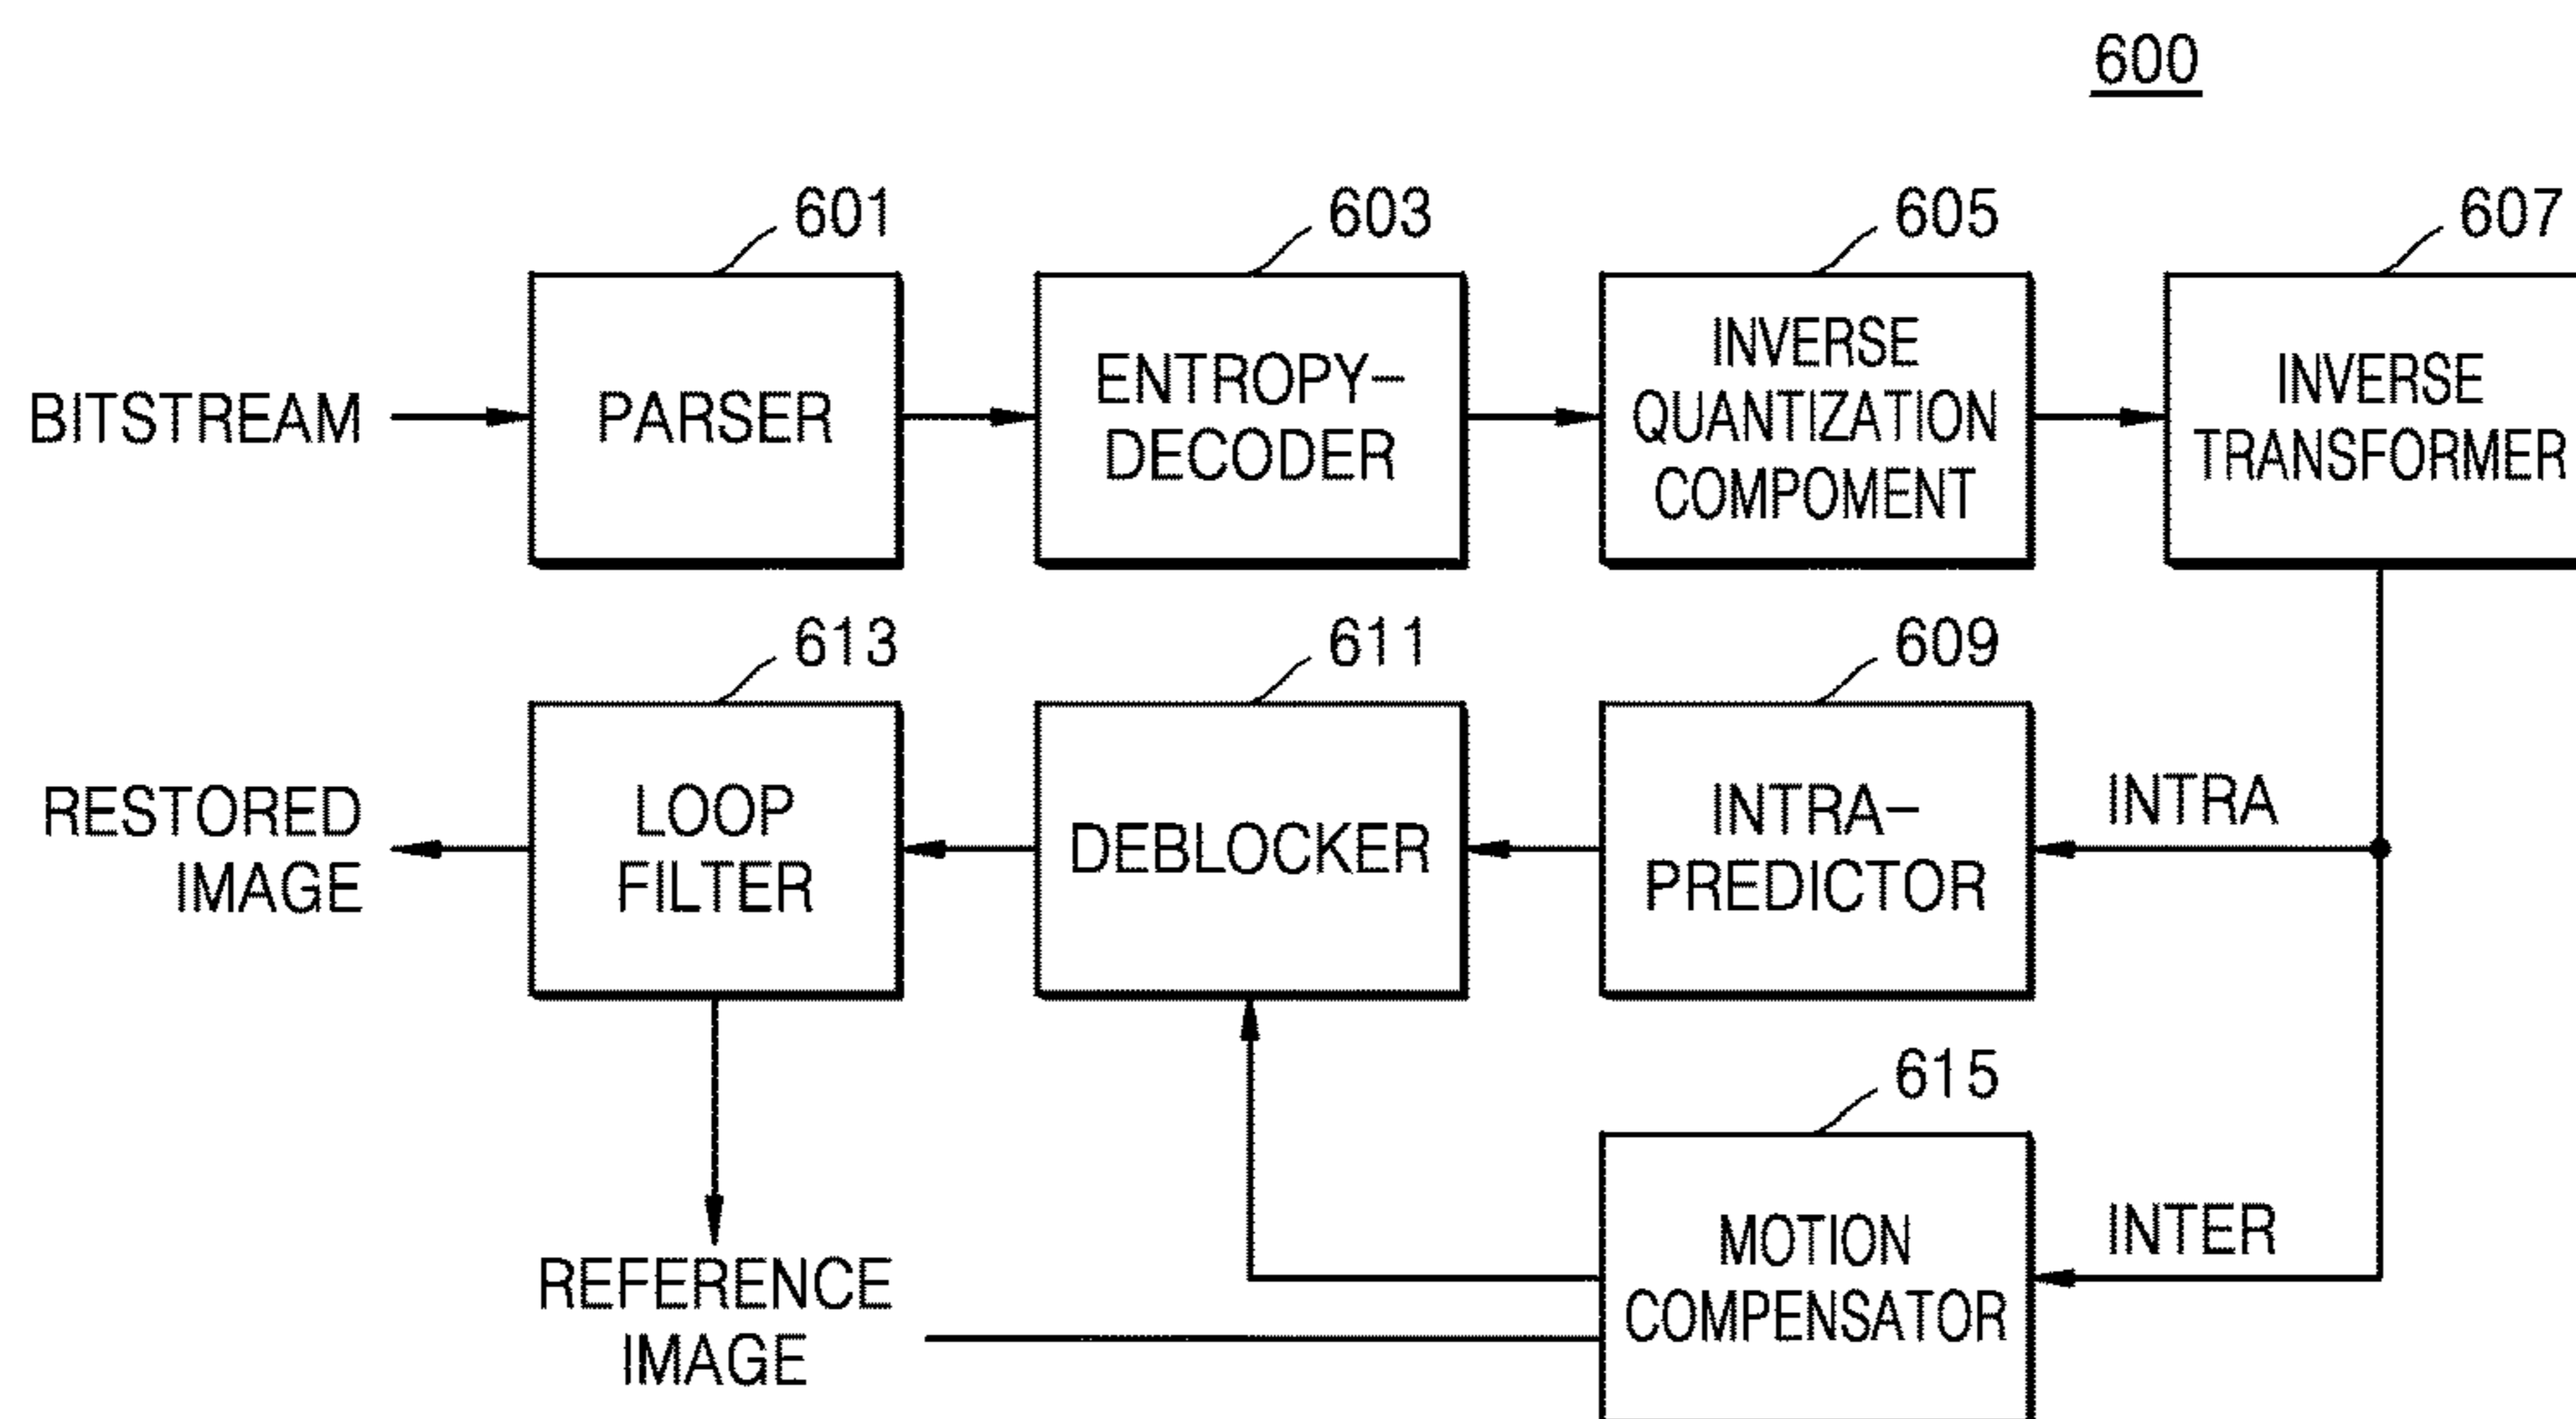 600
601
603
605
607
BITSTREAM
PARSER
ENTROPY-
DECODER
INVERSE
QUANTIZATION
COMPOMENT
INVERSE
TRANSFORMER
613
611
609
RESTORED
IMAGE
LOOP
FILTER
DEBLOCKER
INTRA-
PREDICTOR
INTRA
615
REFERENCE
IMAGE
MOTION
COMPENSATOR
INTER